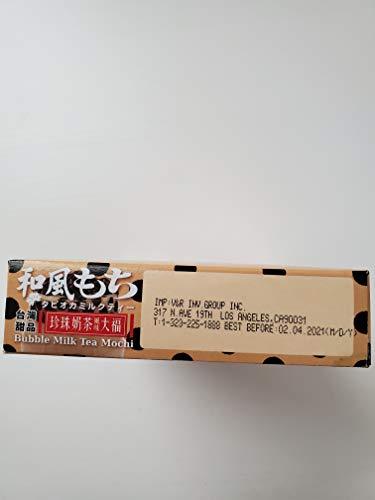 和風もち
タピオカミルクティー
台灣
甜品
珍珠奶茶風味大福
Bubble Milk Tea Mochi
IMP:V&R INV.GROUP INC.
317 N.AVE 19TH LOS ANGELES,CA90031
T:1-323-225-1888 BEST BEFORE:02.04.2021(M/D/Y)